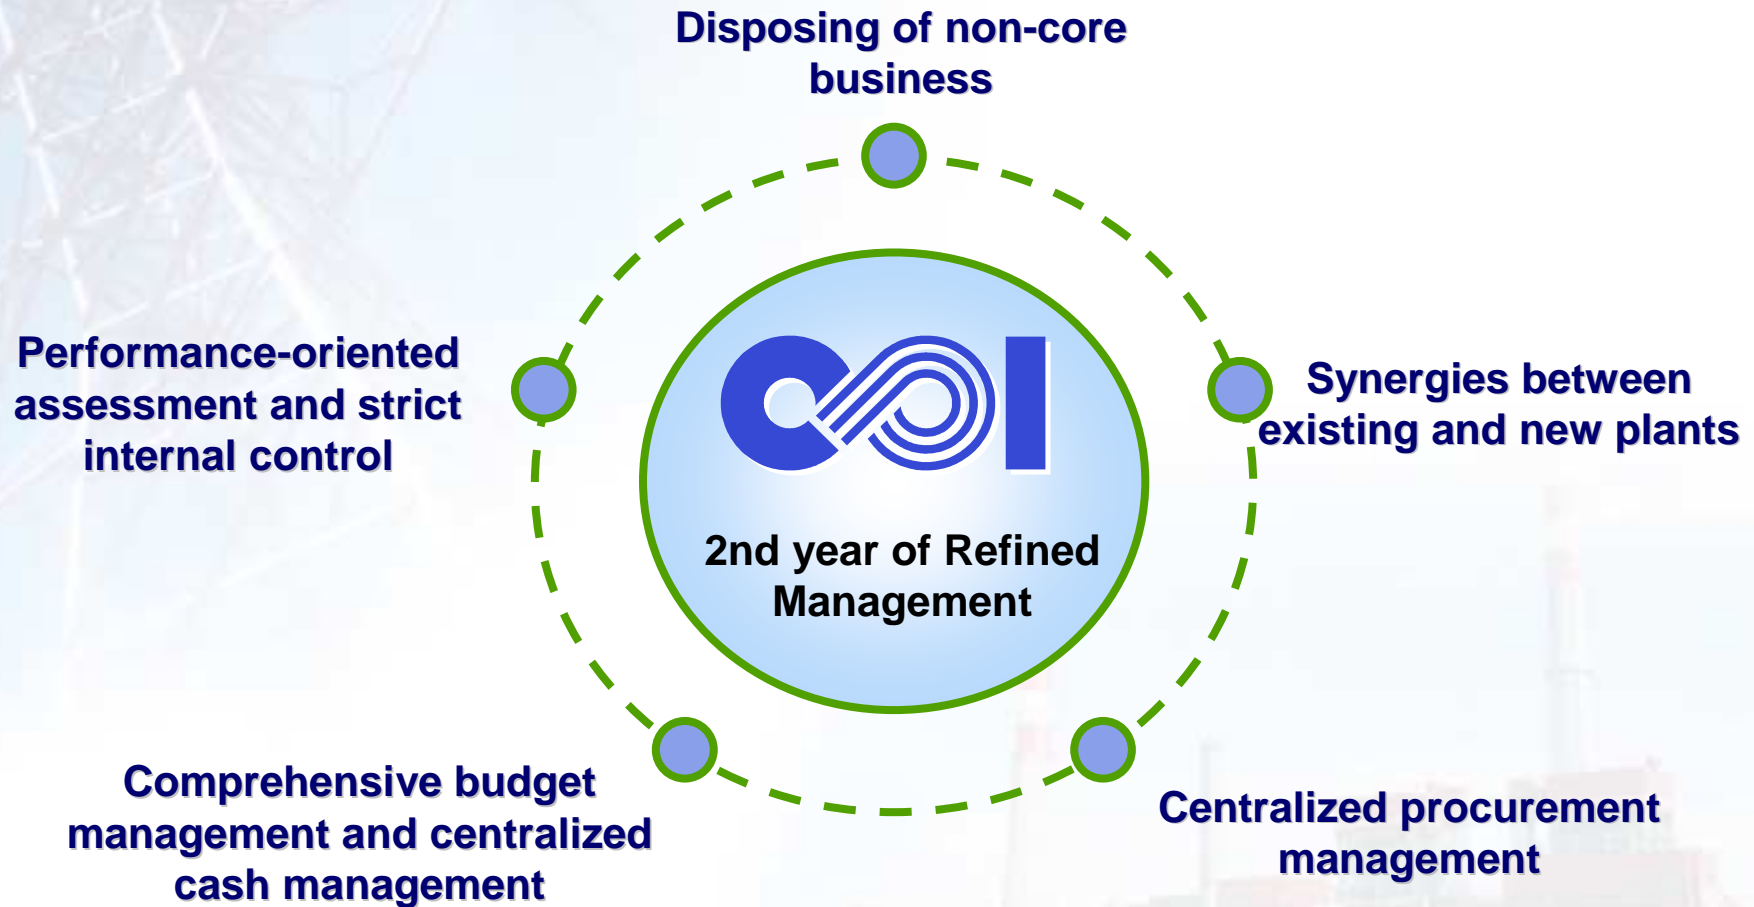 Disposing of non-core
business
Performance-oriented
assessment and strict
internal control
Synergies between
existing and new plants
2nd year of Refined
Management
Comprehensive budget
management and centralized
cash management
Centralized procurement
management